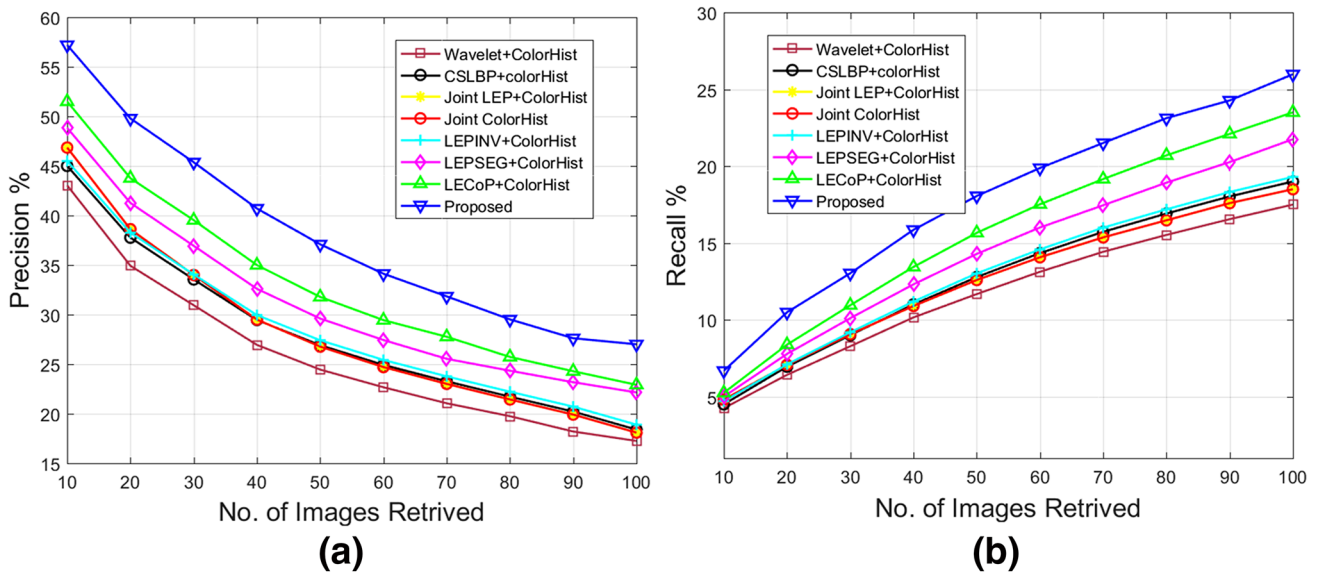 60
55
50
45
40
35
30
25
20
15
Precision %
Wavelet+ColorHist
CSLBP+colorHist
Joint LEP+ColorHist
Joint ColorHist
LEPINV+ColorHist
LEPSEG+ColorHist
LECoP+ColorHist
Proposed
10 20 30 40 50 60 70 80 90 100
No. of Images Retrived
(a)
30
25
20
15
10
5
Recall %
Wavelet+ColorHist
CSLBP+colorHist
Joint LEP+ColorHist
Joint ColorHist
LEPINV+ColorHist
LEPSEG+ColorHist
LECoP+ColorHist
Proposed
10 20 30 40 50 60 70 80 90 100
No. of Images Retrived
(b)